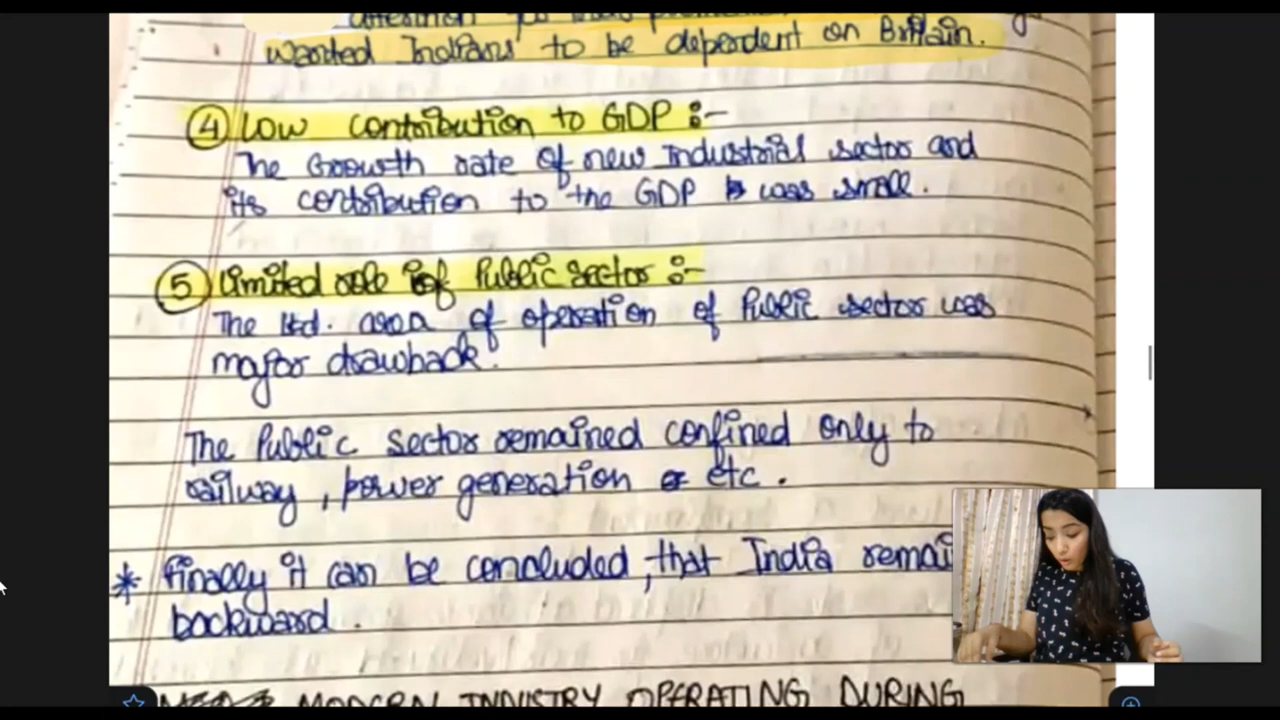 wanted Indians to be dependent on Britain.
④ Low contribution to GDP :-
The Growth rate of new Industrial sector and
its contribution to the GDP was small.
⑤ Limited role of Public Sector :-
The ltd. area of operation of Public sector was
major drawback.
The Public Sector remained confined only to
railway, power generation etc.
* Finally it can be concluded, that India remai
backward.
MODERN INDUSTRY OPERATING DURING